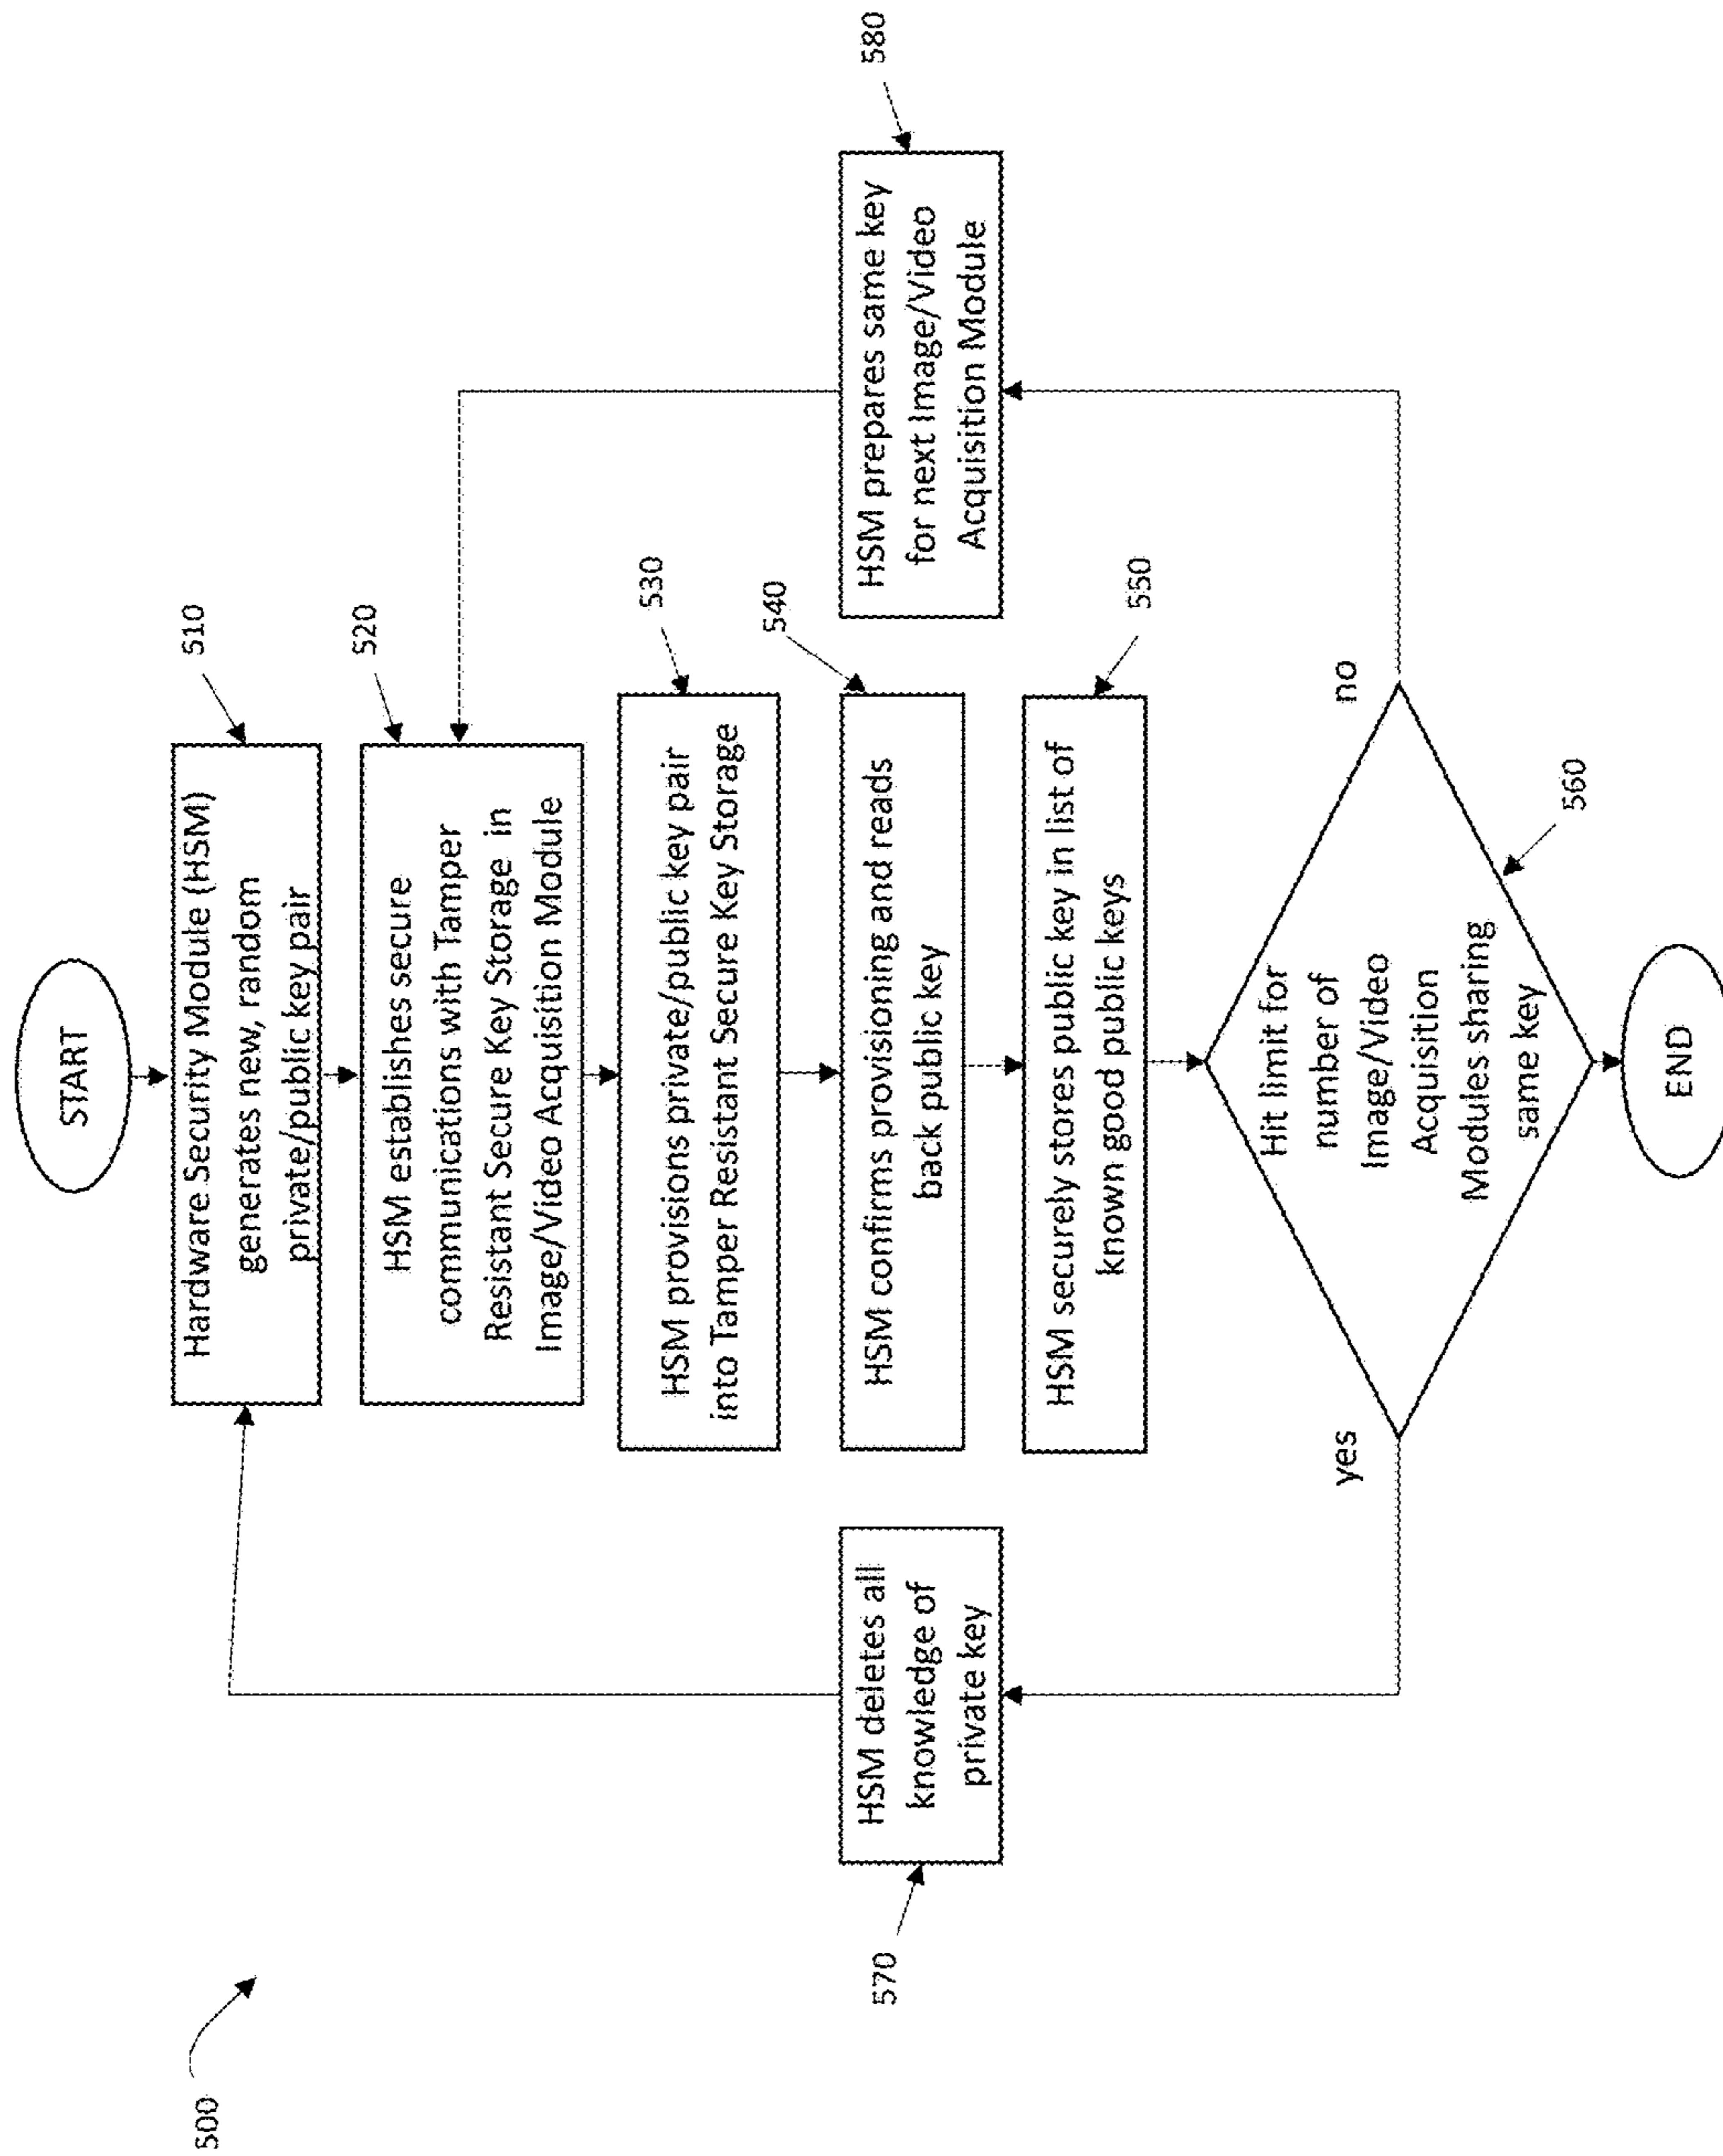 500
START
510
Hardware Security Module (HSM)
generates new, random
private/public key pair
520
HSM establishes secure
communications with Tamper
Resistant Secure Key Storage in
Image/Video Acquisition Module
530
HSM provisions private/public key pair
into Tamper Resistant Secure Key Storage
540
HSM confirms provisioning and reads
back public key
550
HSM securely stores public key in list of
known good public keys
560
Hit limit for
number of
Image/Video
Acquisition
Modules sharing
same key
yes
no
570
HSM deletes all
knowledge of
private key
580
HSM prepares same key
for next Image/Video
Acquisition Module
END